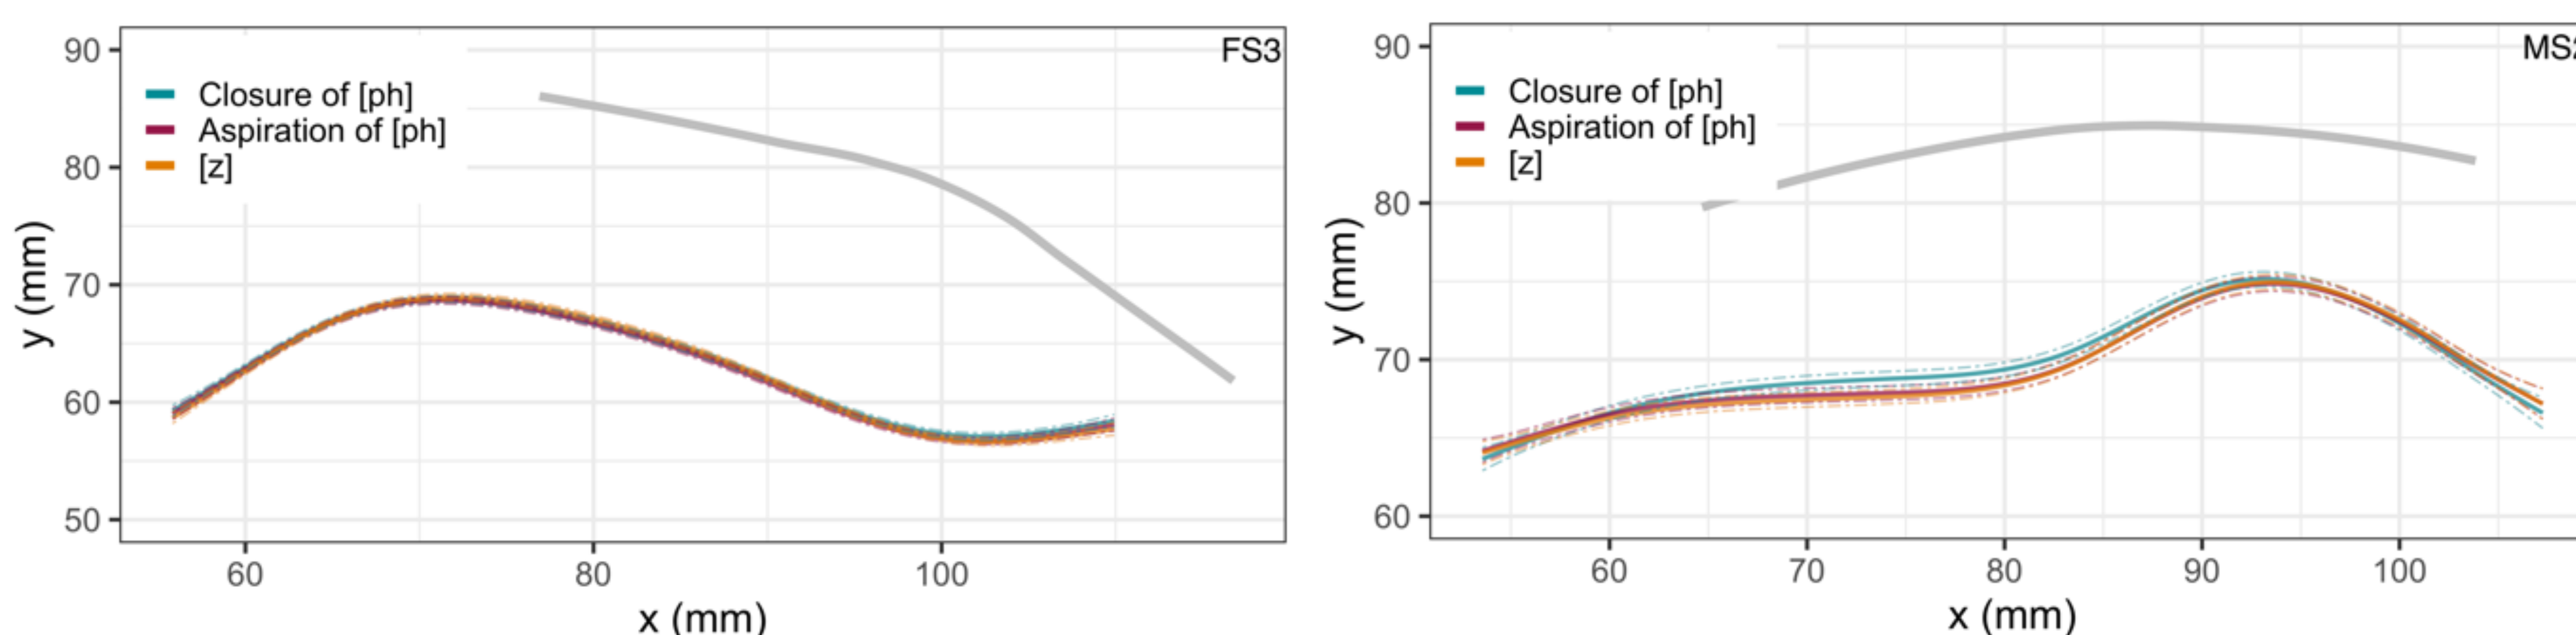 FS3
90
80
70
60
50
Closure of [ph]
Aspiration of [ph]
[z]
y (mm)
60 80 100
x (mm)
90
80
70
60
Closure of [ph]
Aspiration of [ph]
[z]
y (mm)
60 70 80 90 100
x (mm)